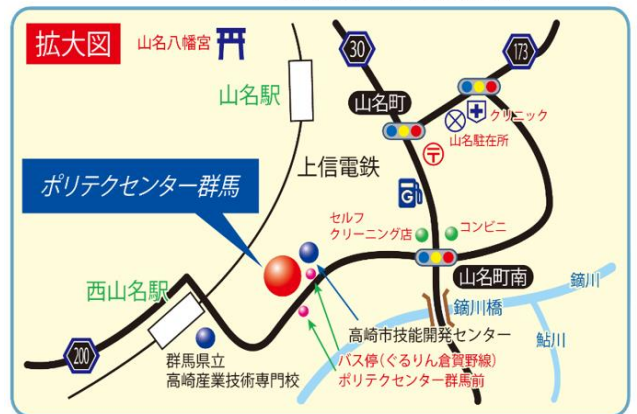 拡大図
山名八幡宮
30
173
山名駅
山名町
クリニック
山名駐在所
上信電鉄
ポリテクセンター群馬
G
セルフ
クリーニング店
コンビニ
西山名駅
山名町南
鏑川
鏑川橋
高崎市技能開発センター
鮎川
200
群馬県立
高崎産業技術専門校
バス停(ぐるりん倉賀野線)
ポリテクセンター群馬前